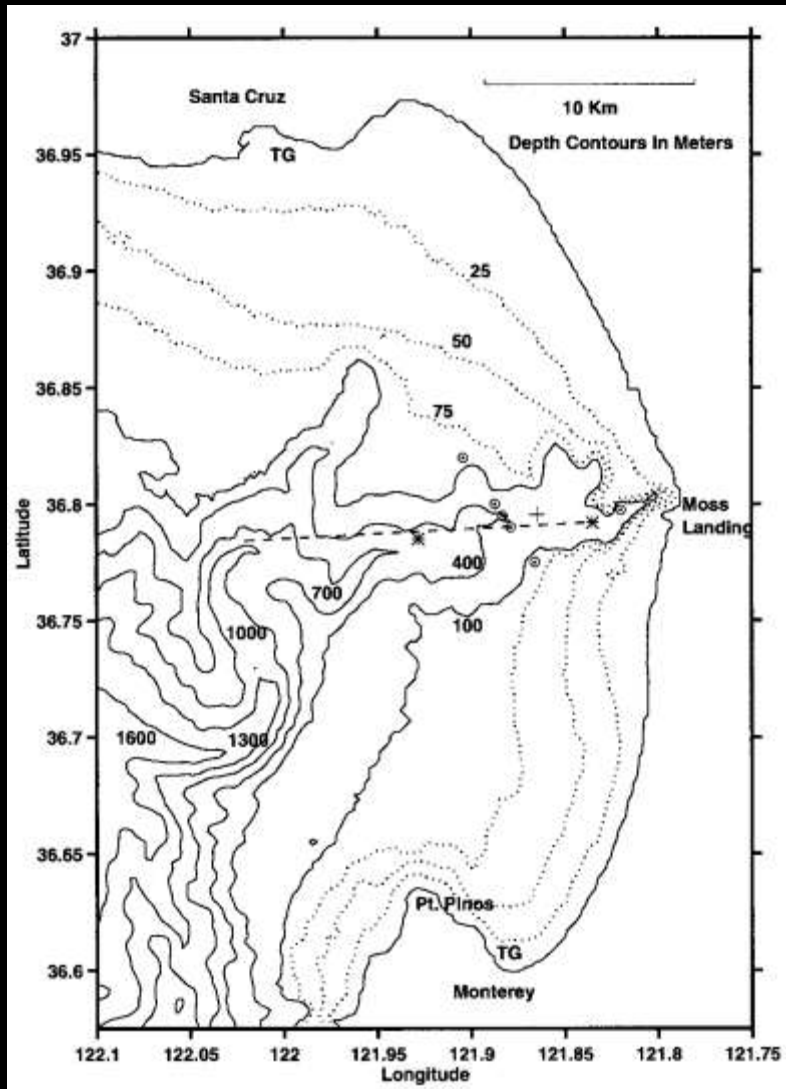 37
Santa Cruz
10 Km
TG
Depth Contours In Meters
36.95
36.9
25
50
36.85
75
36.8
Moss
Landing
Latitude
400
700
36.75
1000
100
1600
1300
36.7
36.65
Pt. Pinos
TG
36.6
Monterey
122.1
122.05
122
121.95
121.9
121.85
121.8
121.75
Longitude